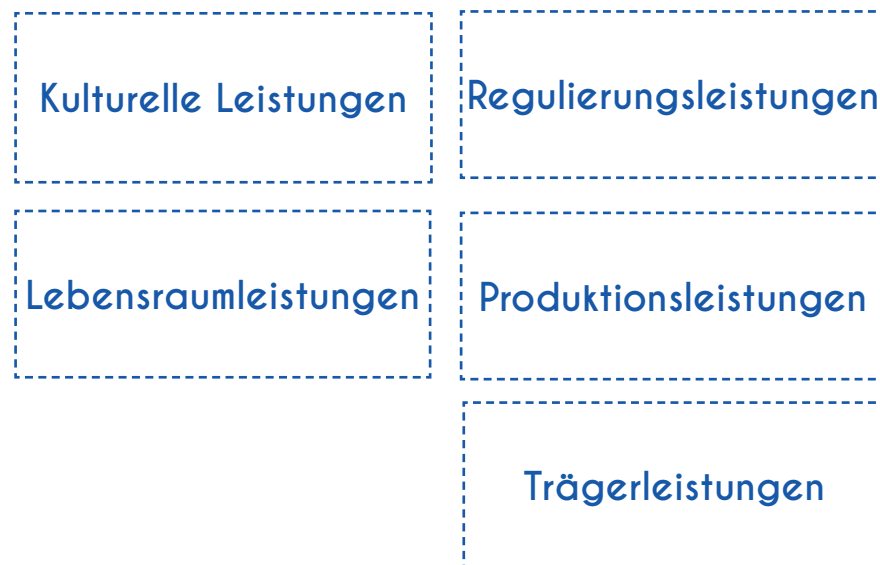 Kulturelle Leistungen
Regulierungsleistungen
Lebensraumleistungen
Produktionsleistungen
Trägerleistungen